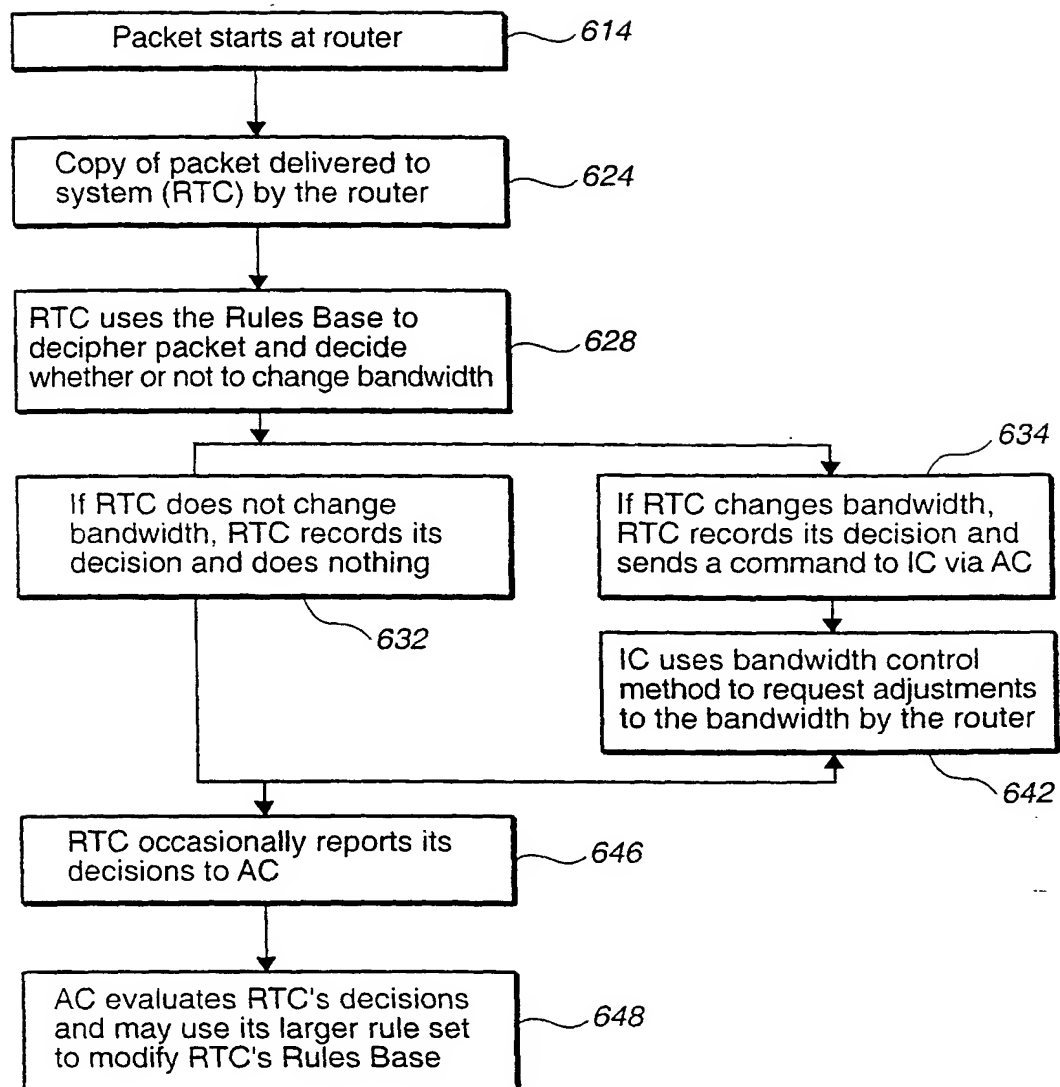 Packet starts at router
614
Copy of packet delivered to
system (RTC) by the router
624
RTC uses the Rules Base to
decipher packet and decide
whether or not to change bandwidth
628
634
If RTC does not change
bandwidth, RTC records its
decision and does nothing
632
If RTC changes bandwidth,
RTC records its decision and
sends a command to IC via AC
IC uses bandwidth control
method to request adjustments
to the bandwidth by the router
642
RTC occasionally reports its
decisions to AC
646
AC evaluates RTC's decisions
and may use its larger rule set
to modify RTC's Rules Base
648